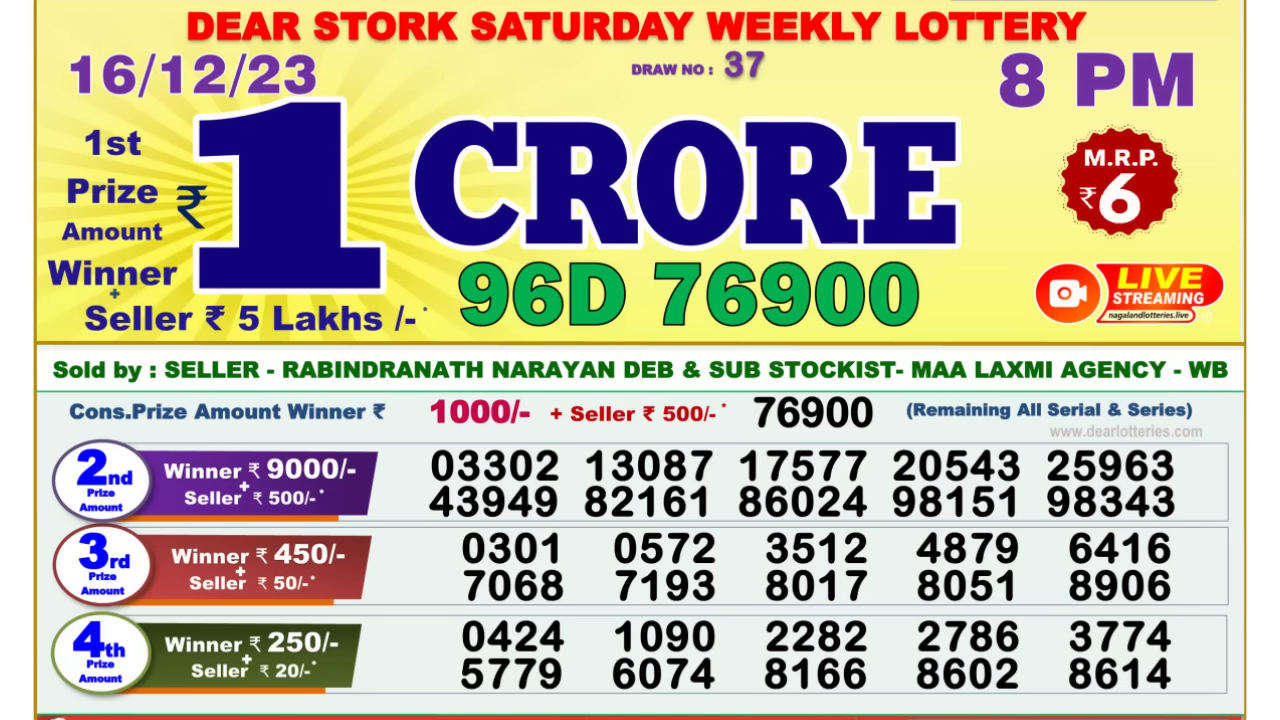 DEAR STORK SATURDAY WEEKLY LOTTERY
16/12/23
DRAW NO : 37
8 PM
1st
Prize
Amount
Winner
+
Seller ₹ 5 Lakhs /-*
₹ 1 CRORE
96D 76900
M.R.P.
₹6
LIVE
STREAMING
nagalandlotteries.live
Sold by : SELLER - RABINDRANATH NARAYAN DEB & SUB STOCKIST- MAA LAXMI AGENCY - WB
Cons.Prize Amount Winner ₹ 1000/- + Seller ₹ 500/-* 76900 (Remaining All Serial & Series)
www.dearlotteries.com
2nd
Prize
Amount
Winner ₹ 9000/-
+
Seller ₹ 500/-*
03302 13087 17577 20543 25963
43949 82161 86024 98151 98343
3rd
Prize
Amount
Winner ₹ 450/-
+
Seller ₹ 50/-*
0301 0572 3512 4879 6416
7068 7193 8017 8051 8906
4th
Prize
Amount
Winner ₹ 250/-
+
Seller ₹ 20/-*
0424 1090 2282 2786 3774
5779 6074 8166 8602 8614